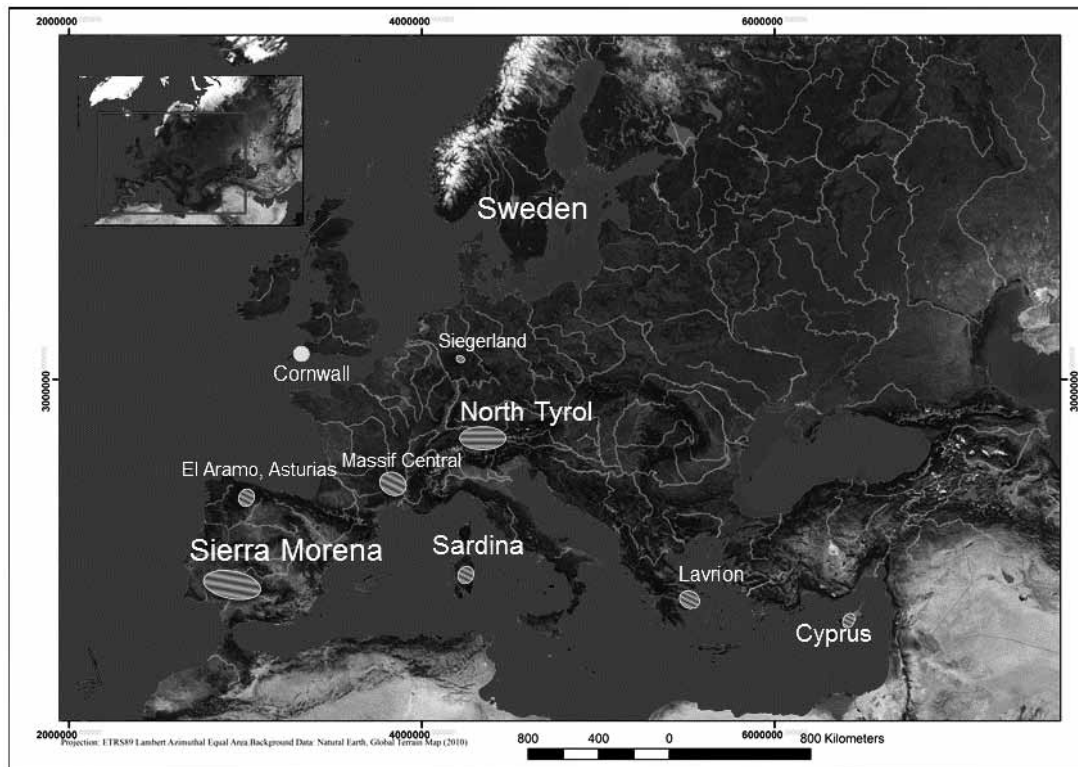 2000000
4000000
6000000
Sweden
Siegerland
Cornwall
3000000
3000000
North Tyrol
Massif Central
El Aramo, Asturias
Sierra Morena
Sardina
Lavrion
Cyprus
2000000
4000000
6000000
Projection: ETRS89 Lambert Azimuthal Equal Area.Background Data: Natural Earth, Global Terrain Map (2010)
800 400 0 800 Kilometers